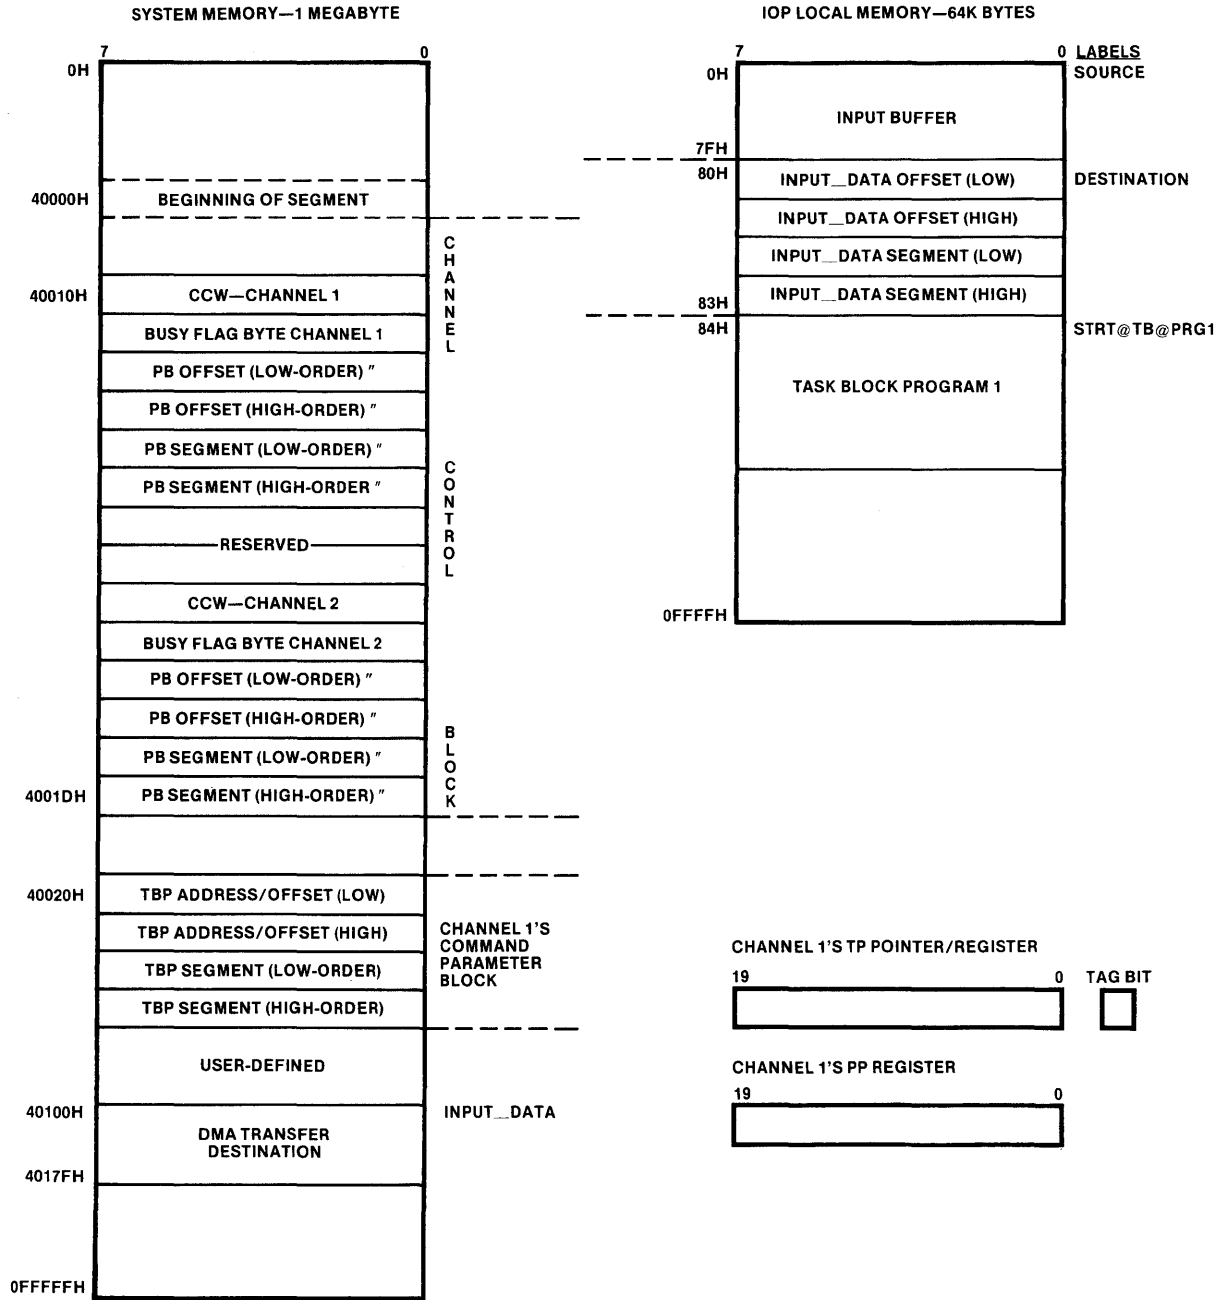 SYSTEM MEMORY—1 MEGABYTE
7 0
0H
40000H BEGINNING OF SEGMENT
CHANNEL
40010H CCW—CHANNEL 1
BUSY FLAG BYTE CHANNEL 1
PB OFFSET (LOW-ORDER) ″
PB OFFSET (HIGH-ORDER) ″
PB SEGMENT (LOW-ORDER) ″
PB SEGMENT (HIGH-ORDER ″
CONTROL
RESERVED
CCW—CHANNEL 2
BUSY FLAG BYTE CHANNEL 2
PB OFFSET (LOW-ORDER) ″
PB OFFSET (HIGH-ORDER) ″
BLOCK
PB SEGMENT (LOW-ORDER) ″
4001DH PB SEGMENT (HIGH-ORDER) ″
40020H TBP ADDRESS/OFFSET (LOW)
TBP ADDRESS/OFFSET (HIGH)
TBP SEGMENT (LOW-ORDER)
TBP SEGMENT (HIGH-ORDER)
CHANNEL 1'S
COMMAND
PARAMETER
BLOCK
USER-DEFINED
40100H INPUT__DATA
DMA TRANSFER
DESTINATION
4017FH
0FFFFFH
IOP LOCAL MEMORY—64K BYTES
7 0 LABELS
0H SOURCE
INPUT BUFFER
7FH
80H INPUT__DATA OFFSET (LOW) DESTINATION
INPUT__DATA OFFSET (HIGH)
INPUT__DATA SEGMENT (LOW)
INPUT__DATA SEGMENT (HIGH)
83H
84H STRT@TB@PRG1
TASK BLOCK PROGRAM 1
0FFFFH
CHANNEL 1'S TP POINTER/REGISTER
19 0 TAG BIT
CHANNEL 1'S PP REGISTER
19 0